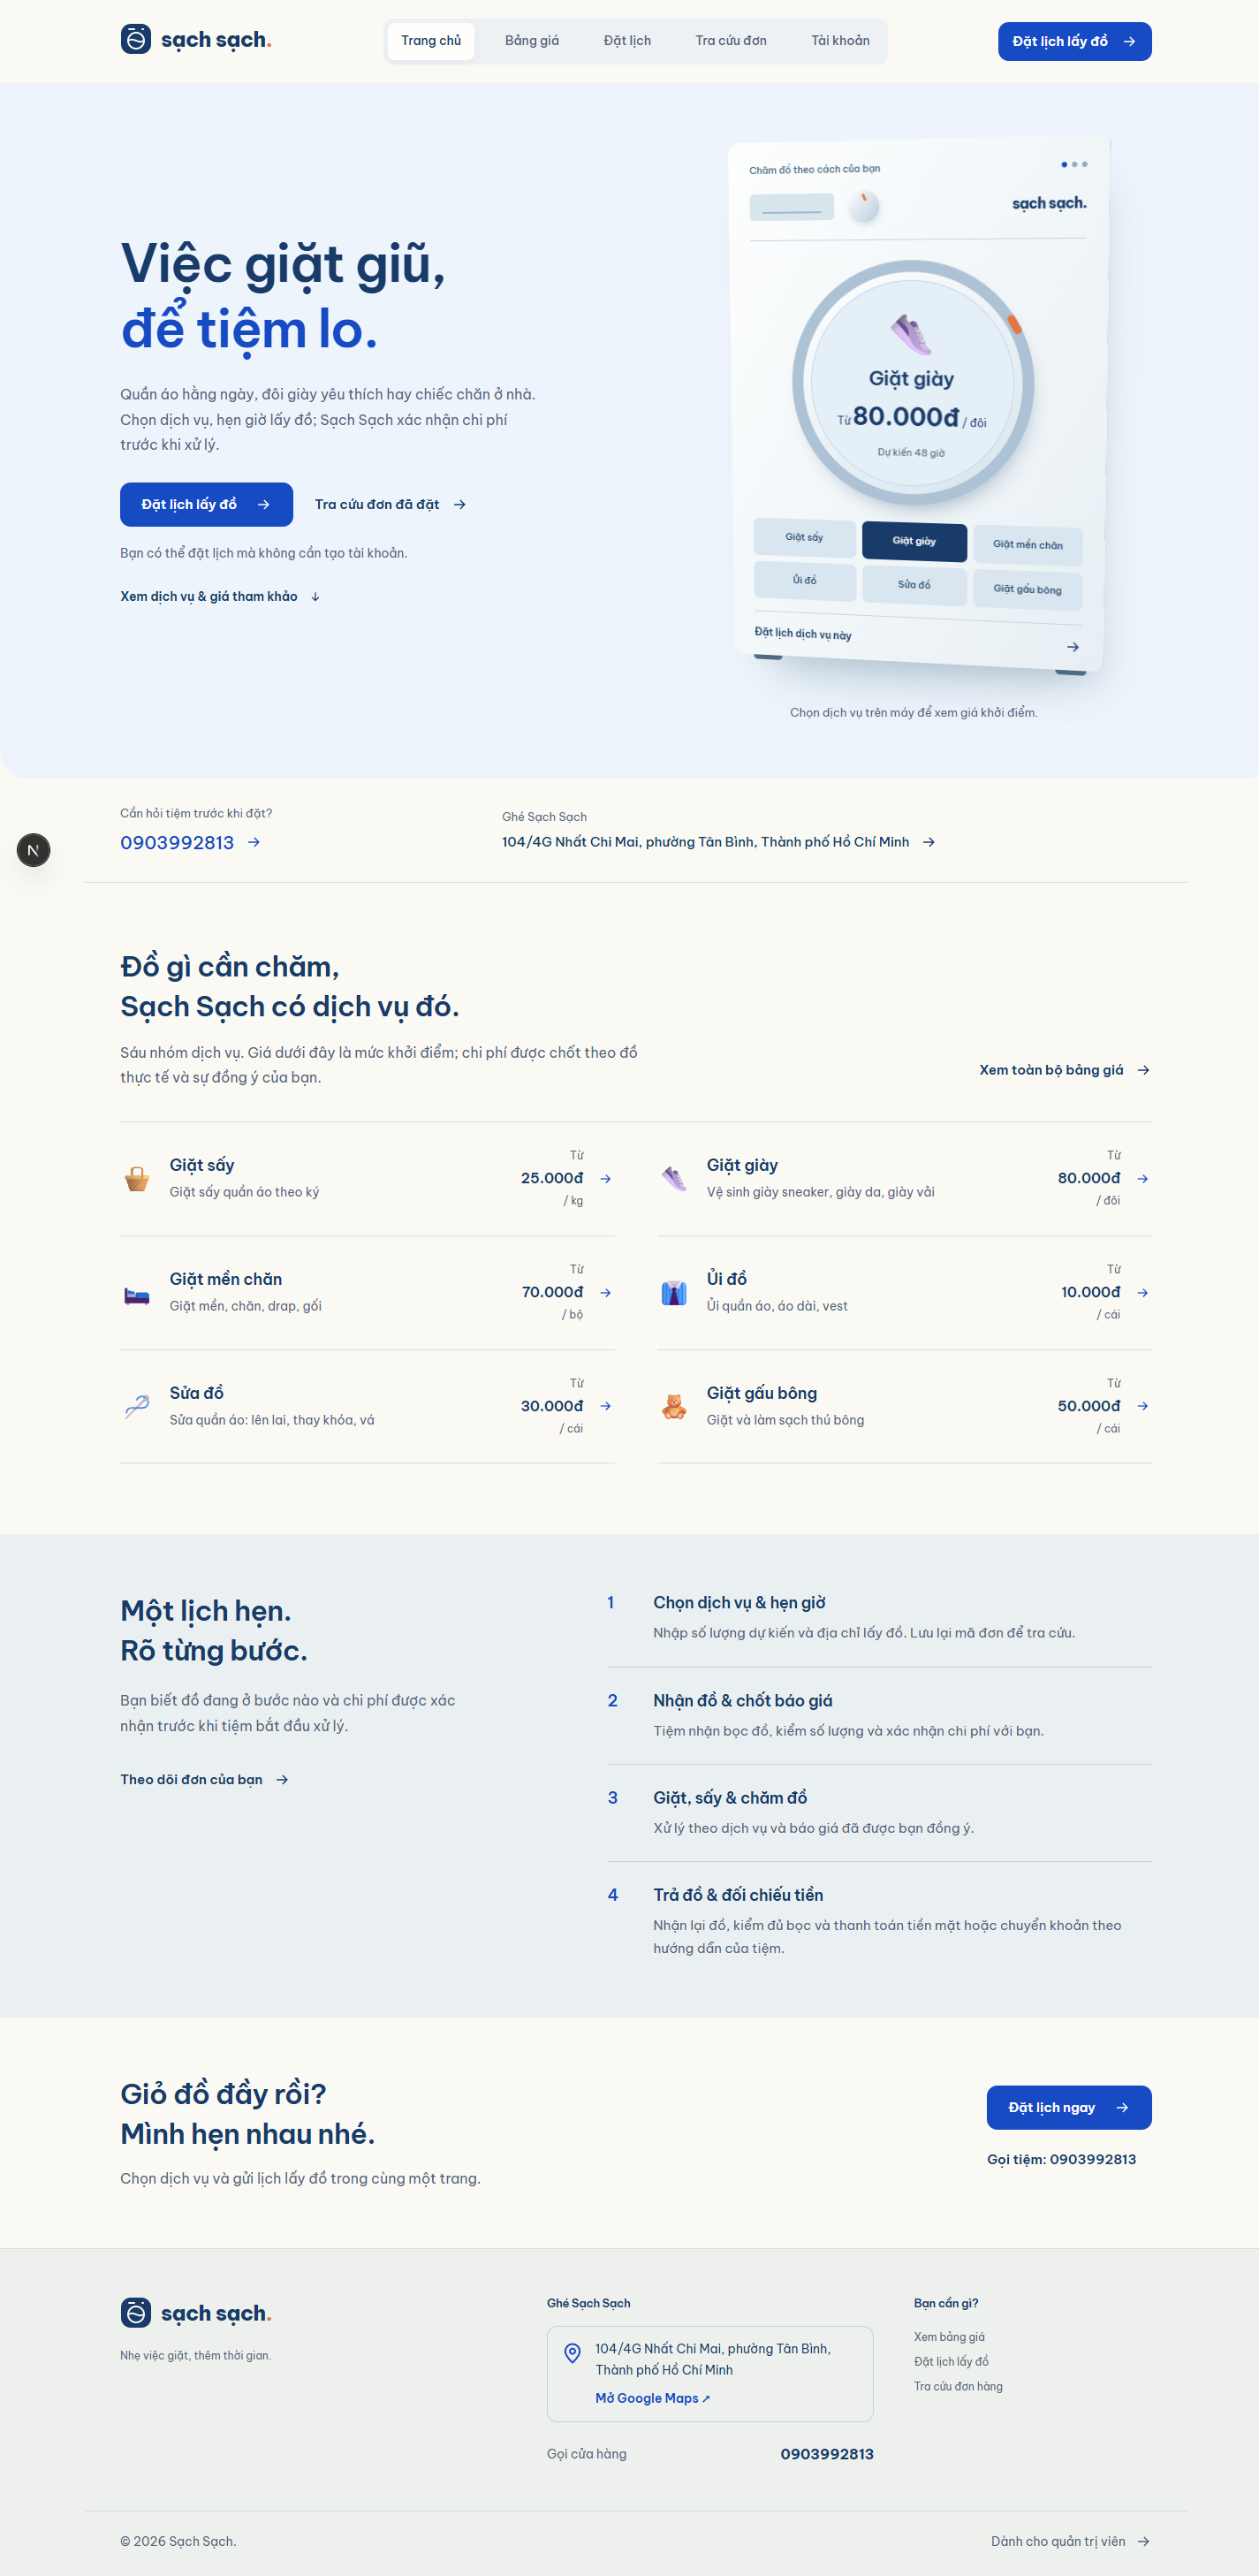 sạch sạch.
Trang chủ
Bảng giá
Đặt lịch
Tra cứu đơn
Tài khoản
Đặt lịch lấy đồ →
Việc giặt giũ,
để tiệm lo.
Quần áo hằng ngày, đôi giày yêu thích hay chiếc chăn ở nhà.
Chọn dịch vụ, hẹn giờ lấy đồ; Sạch Sạch xác nhận chi phí
trước khi xử lý.
Đặt lịch lấy đồ →
Tra cứu đơn đã đặt →
Bạn có thể đặt lịch mà không cần tạo tài khoản.
Xem dịch vụ & giá tham khảo ↓
Chăm đồ theo cách của bạn
sạch sạch.
Giặt giày
Từ 80.000đ / đôi
Dự kiến 48 giờ
Giặt sấy
Giặt giày
Giặt mền chăn
Ủi đồ
Sửa đồ
Giặt gấu bông
Đặt lịch dịch vụ này →
Chọn dịch vụ trên máy để xem giá khởi điểm.
Cần hỏi tiệm trước khi đặt?
0903992813 →
Ghé Sạch Sạch
104/4G Nhất Chi Mai, phường Tân Bình, Thành phố Hồ Chí Minh →
N
Đồ gì cần chăm,
Sạch Sạch có dịch vụ đó.
Sáu nhóm dịch vụ. Giá dưới đây là mức khởi điểm; chi phí được chốt theo đồ
thực tế và sự đồng ý của bạn.
Xem toàn bộ bảng giá →
Giặt sấy
Giặt sấy quần áo theo ký
Từ
25.000đ →
/ kg
Giặt giày
Vệ sinh giày sneaker, giày da, giày vải
Từ
80.000đ →
/ đôi
Giặt mền chăn
Giặt mền, chăn, drap, gối
Từ
70.000đ →
/ bộ
Ủi đồ
Ủi quần áo, áo dài, vest
Từ
10.000đ →
/ cái
Sửa đồ
Sửa quần áo: lên lai, thay khóa, vá
Từ
30.000đ →
/ cái
Giặt gấu bông
Giặt và làm sạch thú bông
Từ
50.000đ →
/ cái
Một lịch hẹn.
Rõ từng bước.
Bạn biết đồ đang ở bước nào và chi phí được xác
nhận trước khi tiệm bắt đầu xử lý.
Theo dõi đơn của bạn →
1 Chọn dịch vụ & hẹn giờ
Nhập số lượng dự kiến và địa chỉ lấy đồ. Lưu lại mã đơn để tra cứu.
2 Nhận đồ & chốt báo giá
Tiệm nhận bọc đồ, kiểm số lượng và xác nhận chi phí với bạn.
3 Giặt, sấy & chăm đồ
Xử lý theo dịch vụ và báo giá đã được bạn đồng ý.
4 Trả đồ & đối chiếu tiền
Nhận lại đồ, kiểm đủ bọc và thanh toán tiền mặt hoặc chuyển khoản theo
hướng dẫn của tiệm.
Giỏ đồ đầy rồi?
Mình hẹn nhau nhé.
Chọn dịch vụ và gửi lịch lấy đồ trong cùng một trang.
Đặt lịch ngay →
Gọi tiệm: 0903992813
sạch sạch.
Nhẹ việc giặt, thêm thời gian.
Ghé Sạch Sạch
104/4G Nhất Chi Mai, phường Tân Bình,
Thành phố Hồ Chí Minh
Mở Google Maps ↗
Gọi cửa hàng
0903992813
Bạn cần gì?
Xem bảng giá
Đặt lịch lấy đồ
Tra cứu đơn hàng
© 2026 Sạch Sạch.
Dành cho quản trị viên →